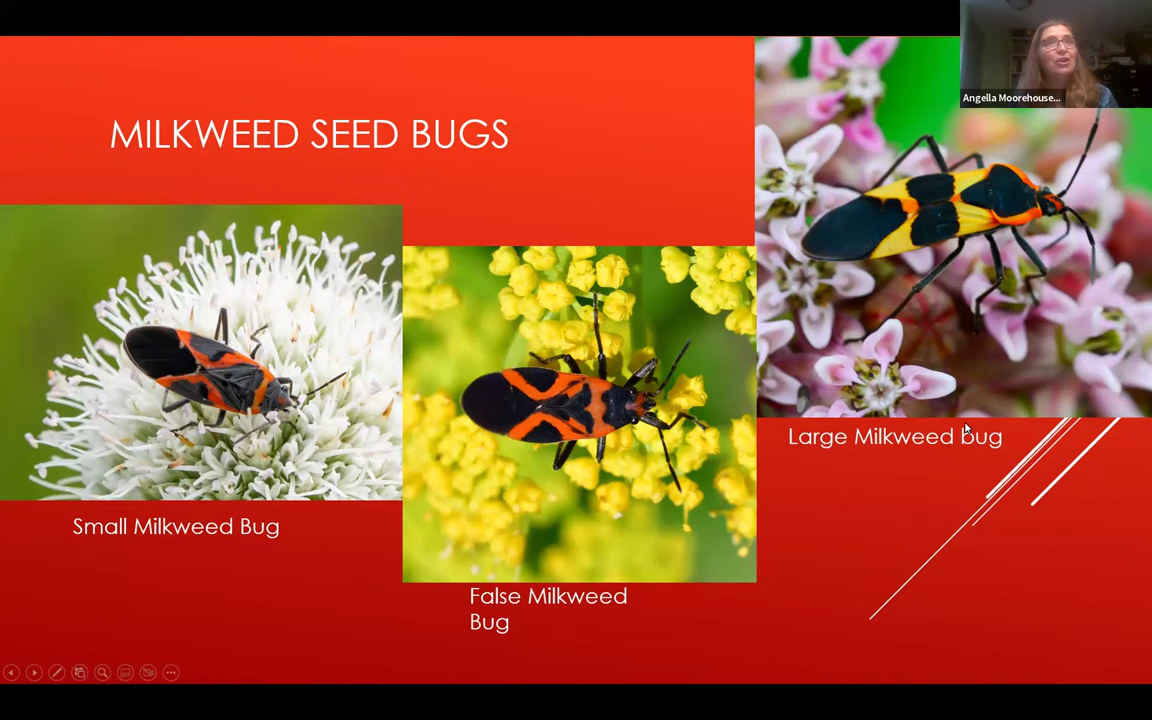 Angella Moorehouse...
MILKWEED SEED BUGS
Large Milkweed bug
Small Milkweed Bug
False Milkweed
Bug